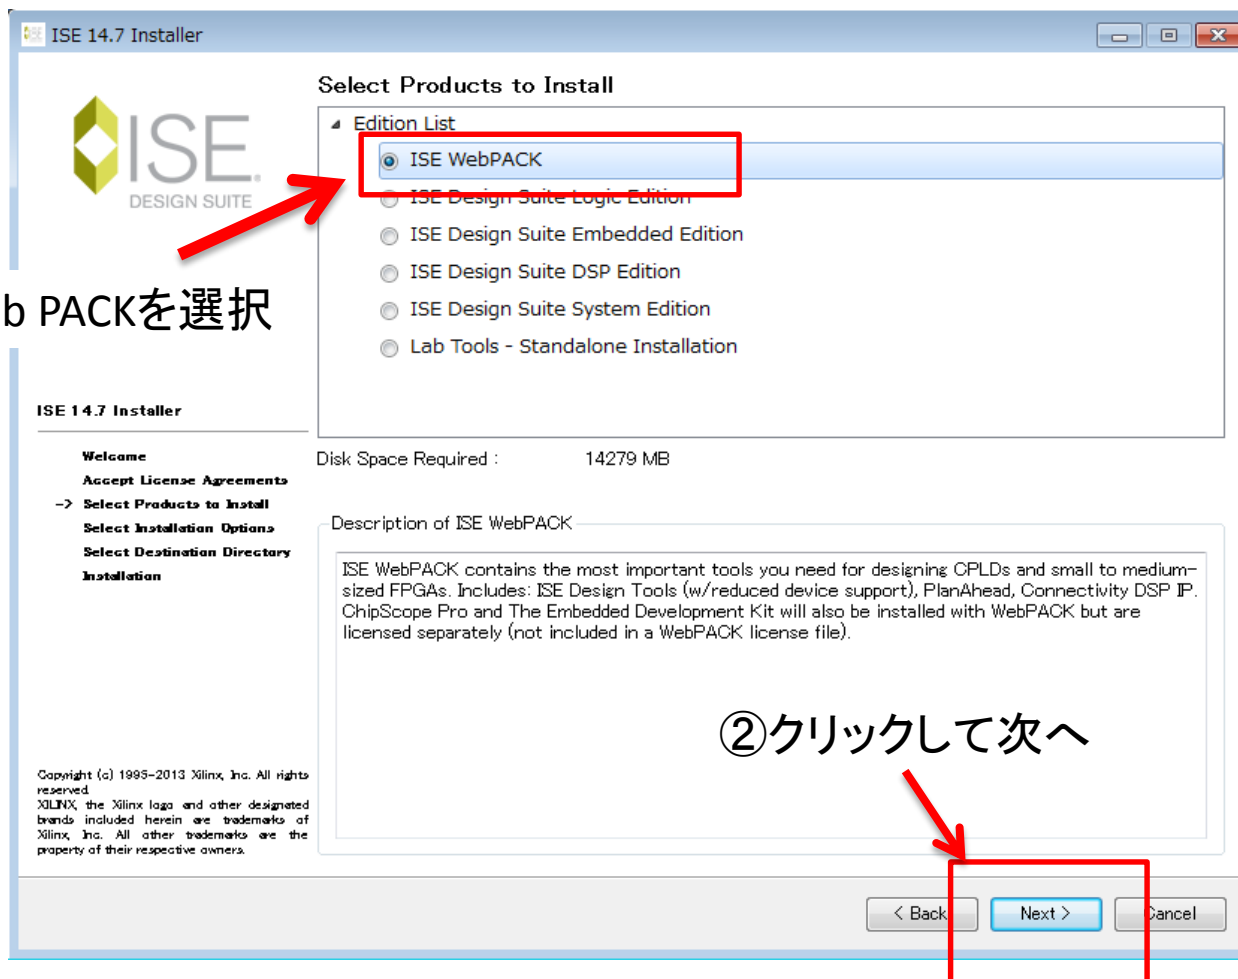 ISE 14.7 Installer
Select Products to Install
ISE
DESIGN SUITE
Edition List
ISE WebPACK
ISE Design Suite Logic Edition
ISE Design Suite Embedded Edition
ISE Design Suite DSP Edition
ISE Design Suite System Edition
Lab Tools - Standalone Installation
b PACKを選択
ISE 14.7 Installer
Welcome
Accept License Agreements
-> Select Products to Install
Select Installation Options
Select Destination Directory
Installation
Disk Space Required : 14279 MB
Description of ISE WebPACK
ISE WebPACK contains the most important tools you need for designing CPLDs and small to medium-
sized FPGAs. Includes: ISE Design Tools (w/reduced device support), PlanAhead, Connectivity DSP IP.
ChipScope Pro and The Embedded Development Kit will also be installed with WebPACK but are
licensed separately (not included in a WebPACK license file).
②クリックして次へ
Copyright (c) 1995-2013 Xilinx, Inc. All rights
reserved.
XILINX, the Xilinx logo and other designated
brands included herein are trademarks of
Xilinx, Inc. All other trademarks are the
property of their respective owners.
< Back
Next >
Cancel